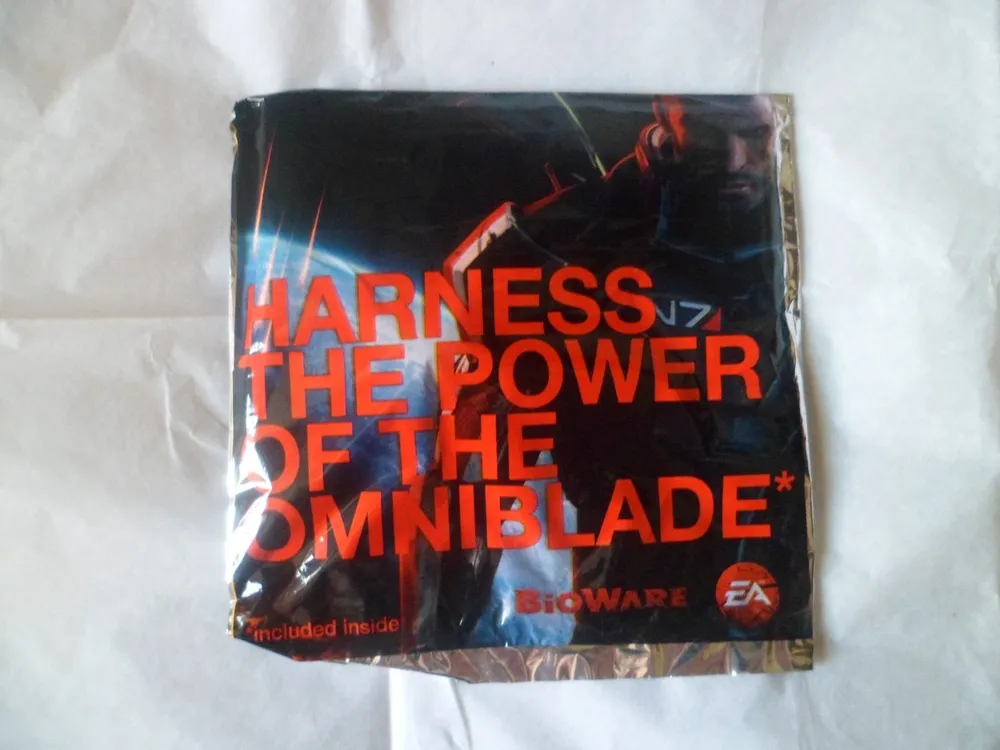 HARNESS
N7
THE POWER
OF THE
OMNIBLADE*
BIOWARE
EA
*included inside